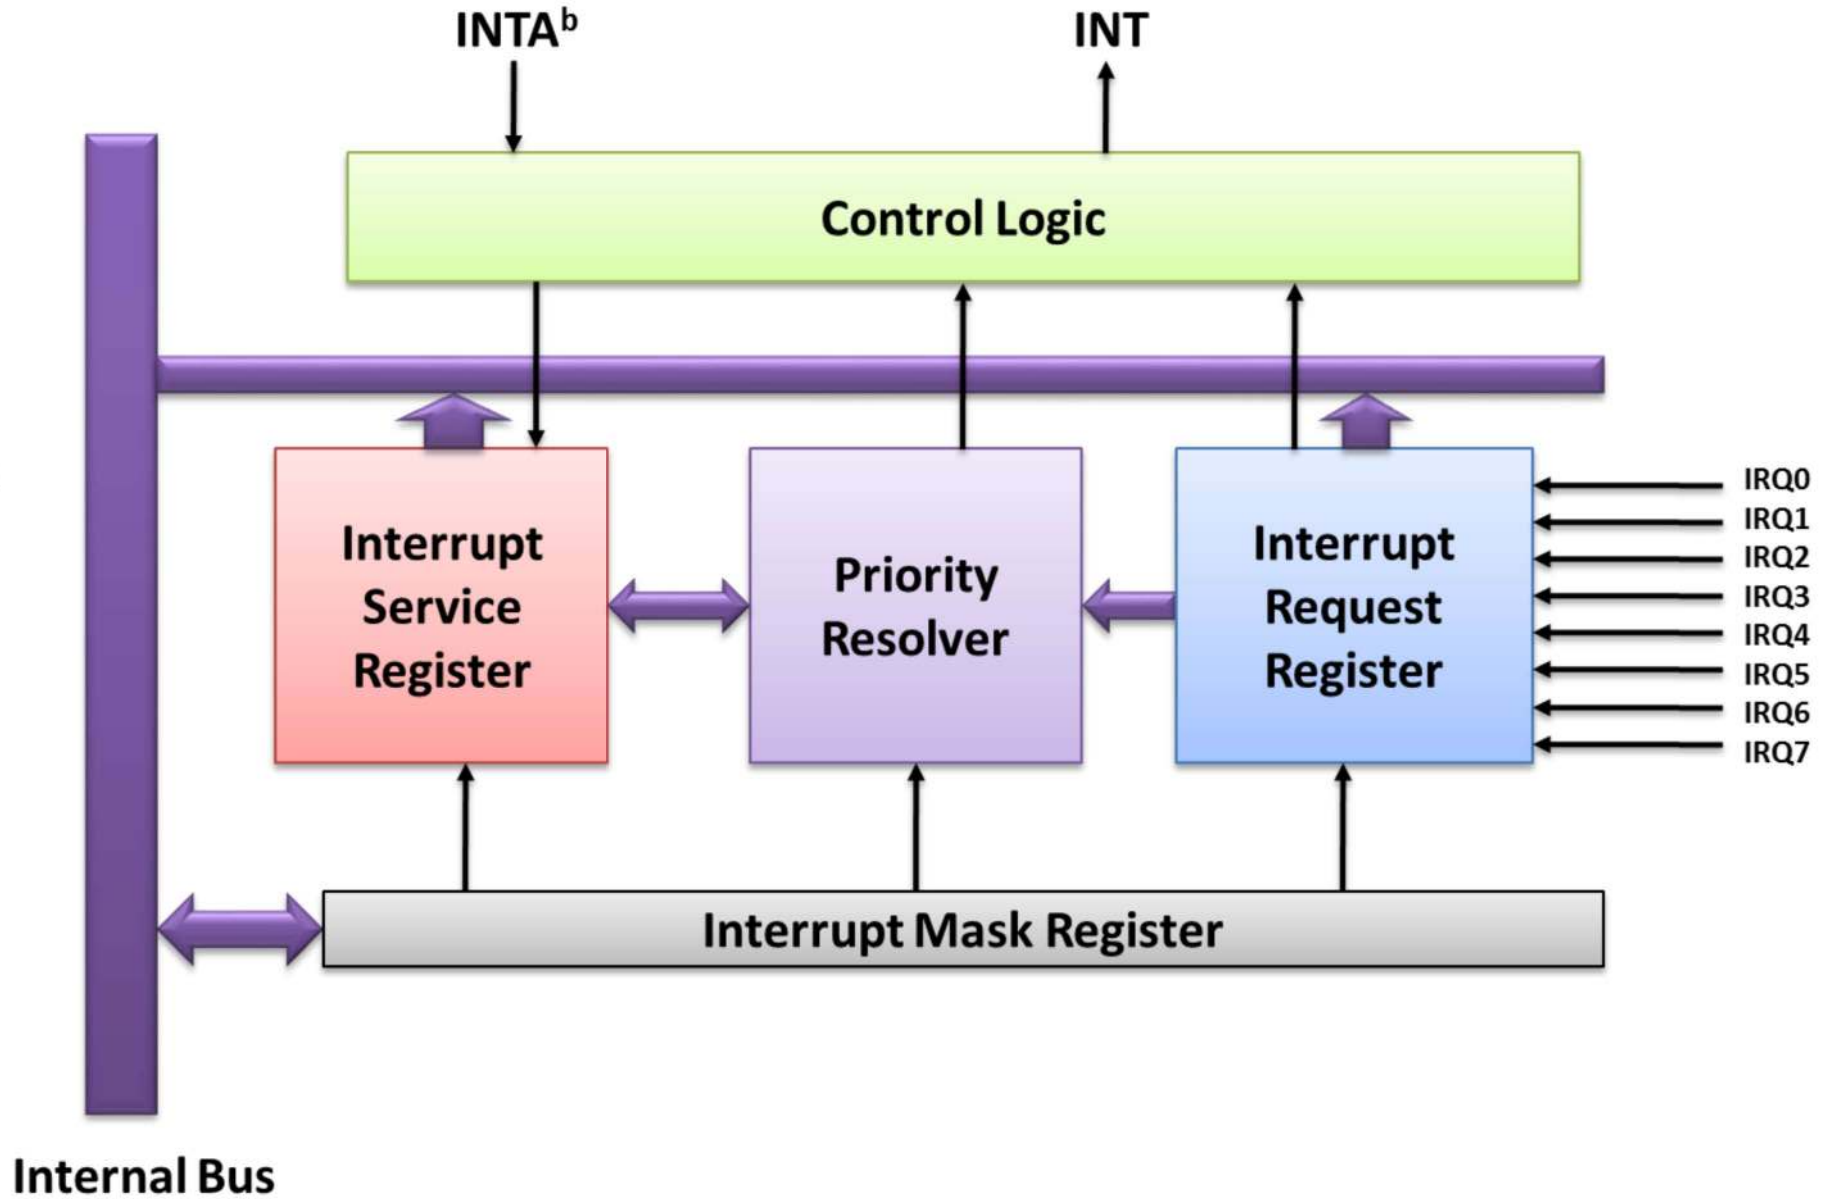 INTAᵇ
INT
Control Logic
Interrupt
Service
Register
Priority
Resolver
Interrupt
Request
Register
IRQ0
IRQ1
IRQ2
IRQ3
IRQ4
IRQ5
IRQ6
IRQ7
Interrupt Mask Register
Internal Bus